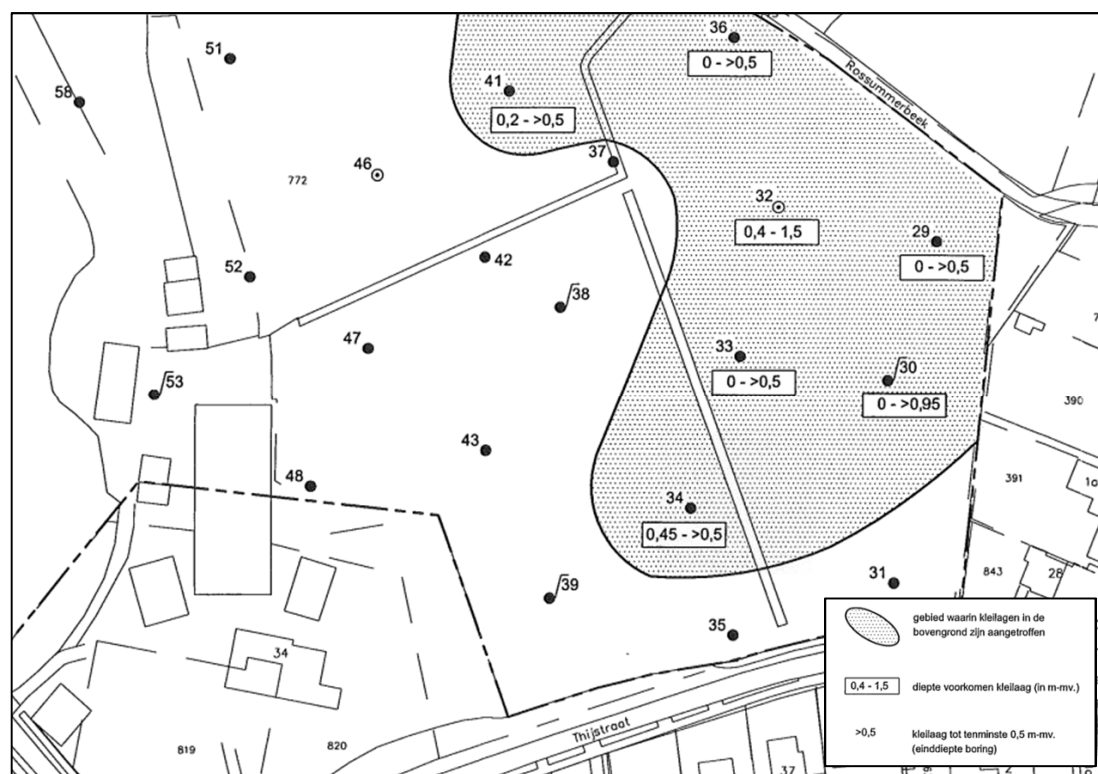 36
0 - >0,5
51
41
0,2 - >0,5
58
Rossummerbeek
37
46
772
32
0,4 - 1,5
29
0 - >0,5
42
52
38
47
33
0 - >0,5
30
0 - >0,95
53
390
43
48
391
34
0,45 - >0,5
39
31
843
28
35
34
Thijstraat
819
820
37
gebied waarin kleilagen in de
bovengrond zijn aangetroffen
0,4 - 1,5
diepte voorkomen kleilaag (in m-mv.)
>0,5
kleilaag tot tenminste 0,5 m-mv.
(einddiepte boring)